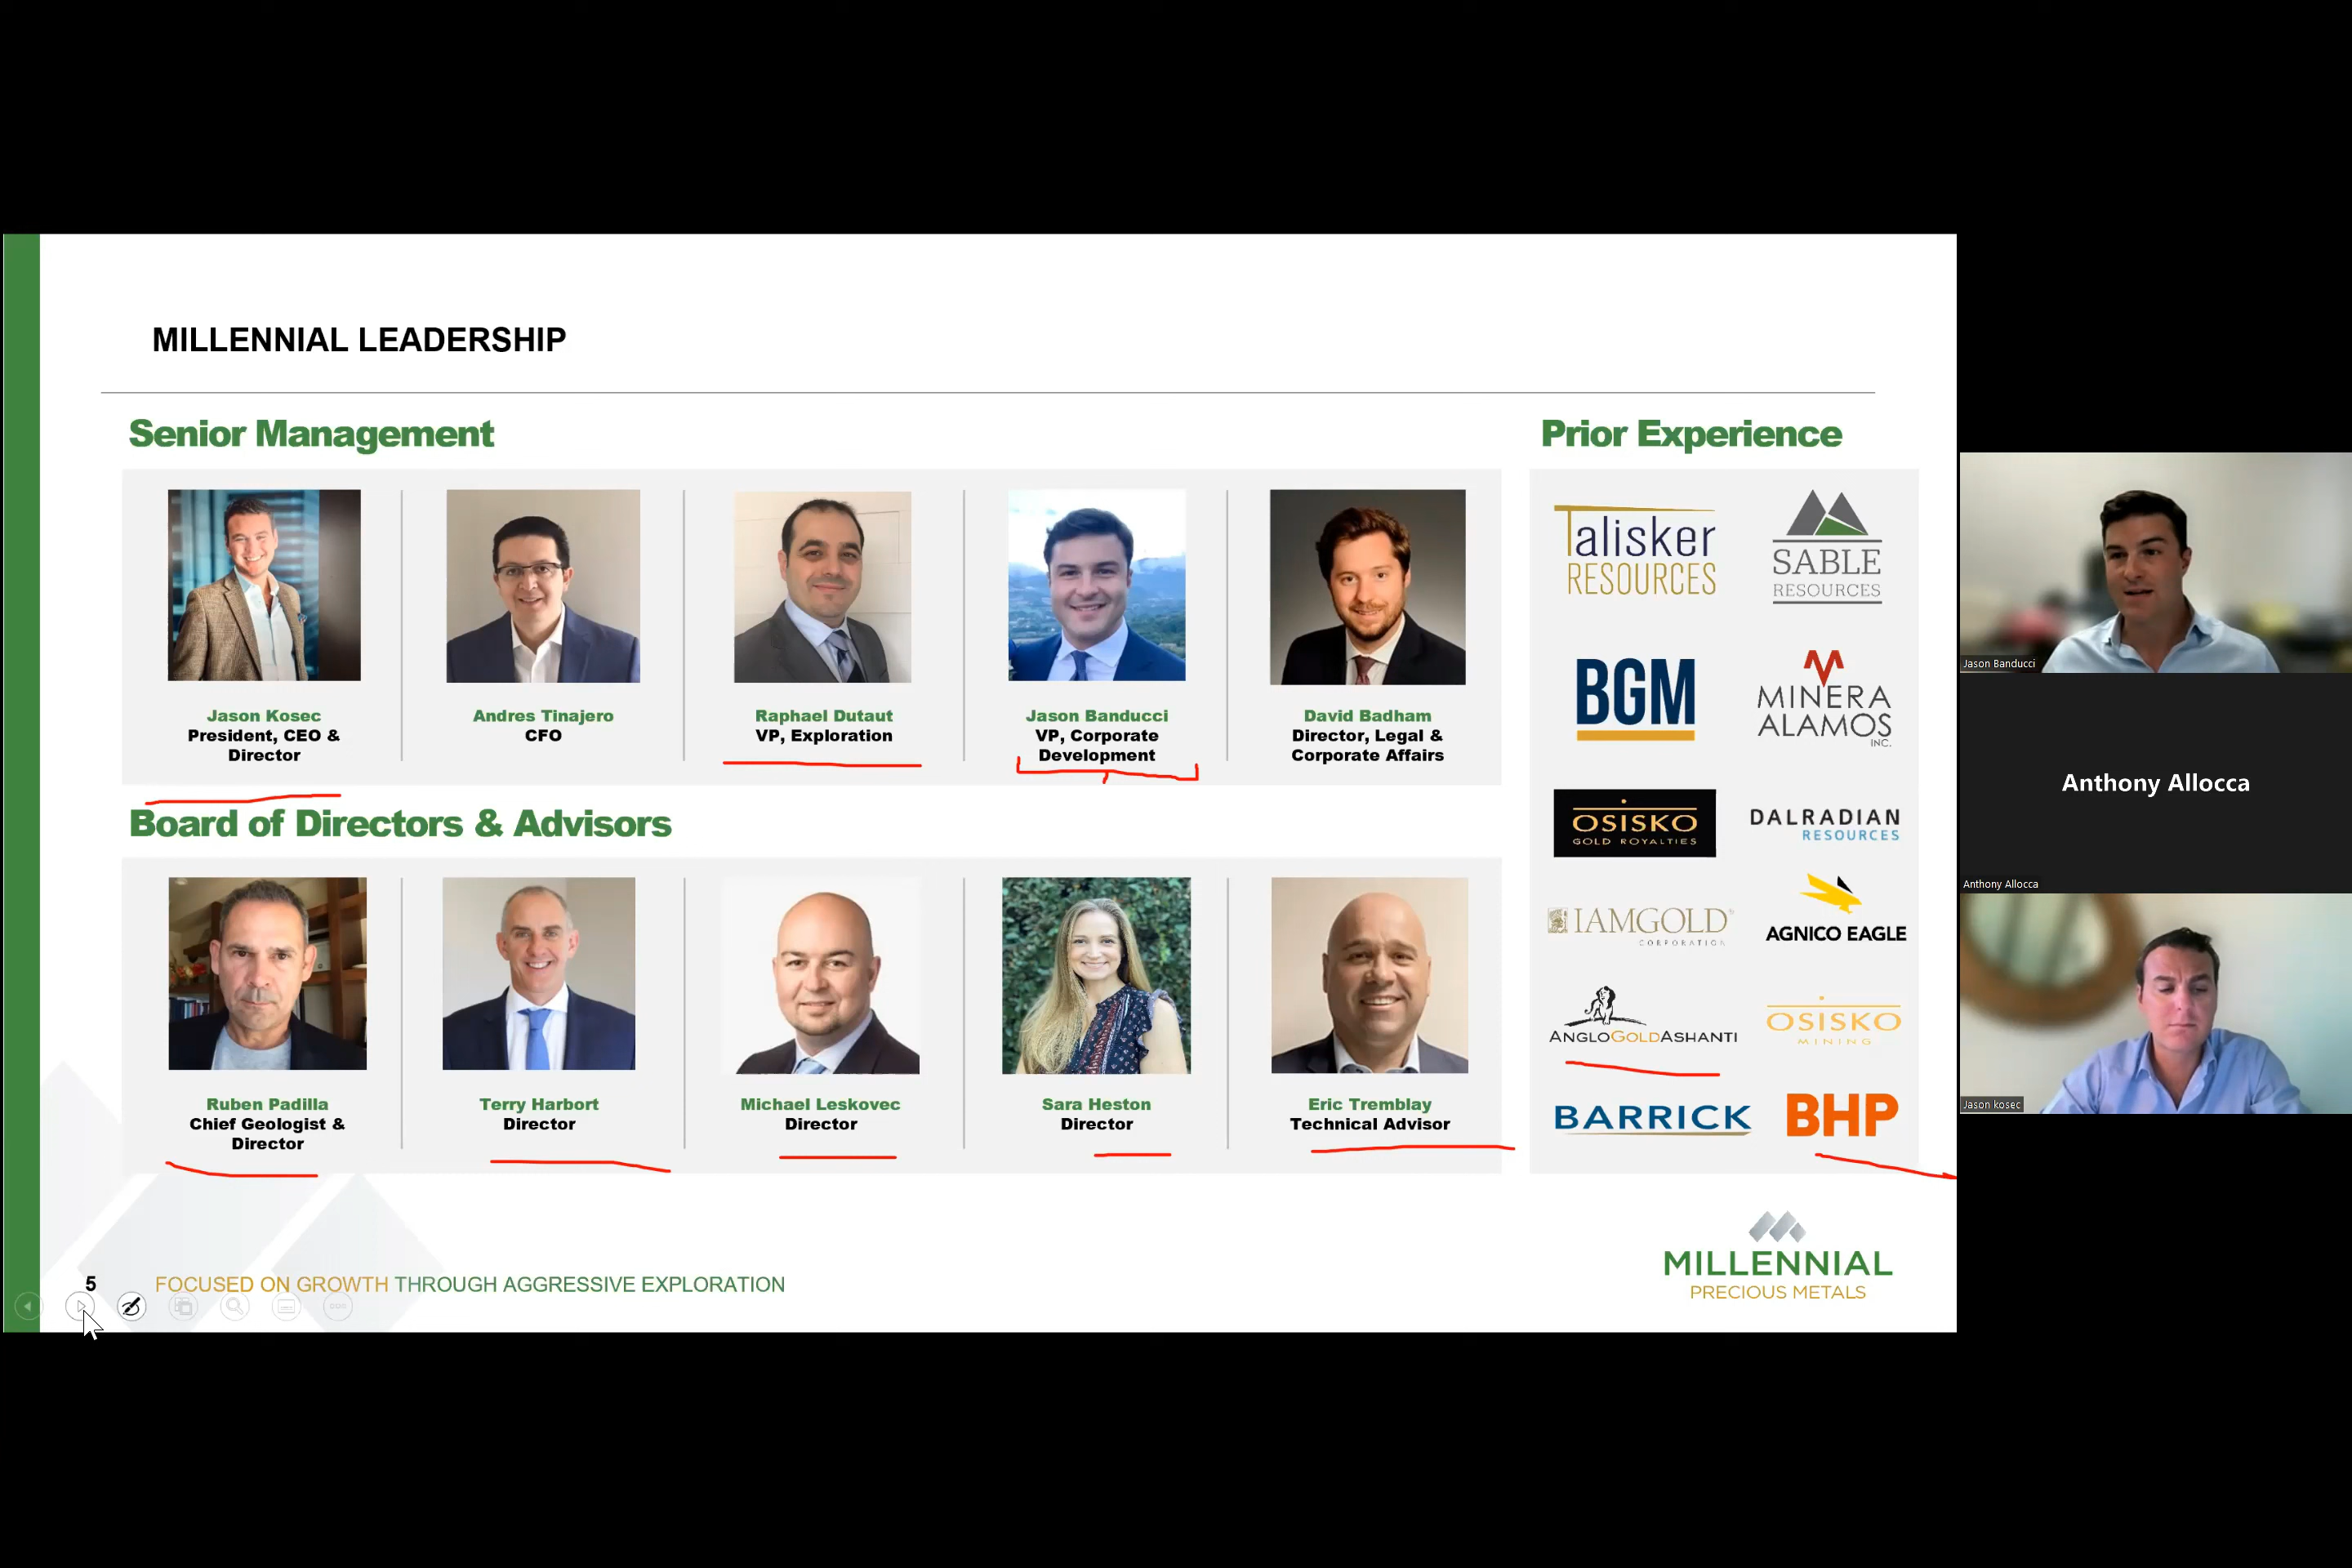 MILLENNIAL LEADERSHIP
Senior Management
Jason Kosec
President, CEO &
Director
Andres Tinajero
CFO
Raphael Dutaut
VP, Exploration
Jason Banducci
VP, Corporate
Development
David Badham
Director, Legal &
Corporate Affairs
Board of Directors & Advisors
Ruben Padilla
Chief Geologist &
Director
Terry Harbort
Director
Michael Leskovec
Director
Sara Heston
Director
Eric Tremblay
Technical Advisor
Prior Experience
Talisker
RESOURCES
SABLE
RESOURCES
BGM
MINERA
ALAMOS
INC.
OSISKO
GOLD ROYALTIES
DALRADIAN
RESOURCES
IAMGOLD
CORPORATION
AGNICO EAGLE
ANGLOGOLDASHANTI
OSISKO
MINING
BARRICK
BHP
5
FOCUSED ON GROWTH THROUGH AGGRESSIVE EXPLORATION
MILLENNIAL
PRECIOUS METALS
Jason Banducci
Anthony Allocca
Anthony Allocca
Jason kosec